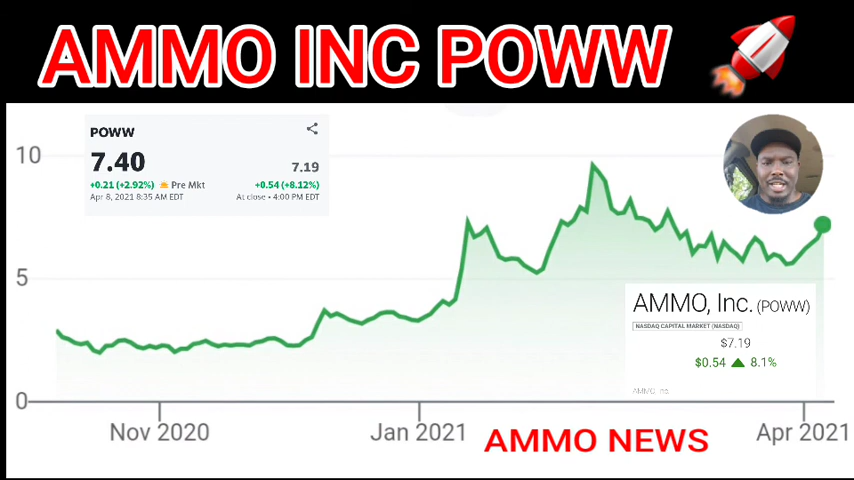 AMMO INC POWW
10
POWW
7.40
7.19
+0.21 (+2.92%) Pre Mkt
+0.54 (+8.12%)
Apr 8, 2021 8:35 AM EDT
At close • 4:00 PM EDT
5
AMMO, Inc. (POWW)
NASDAQ CAPITAL MARKET (NASDAQ)
$7.19
$0.54 ▲ 8.1%
AMMO, Inc.
0
Nov 2020
Jan 2021
Apr 2021
AMMO NEWS